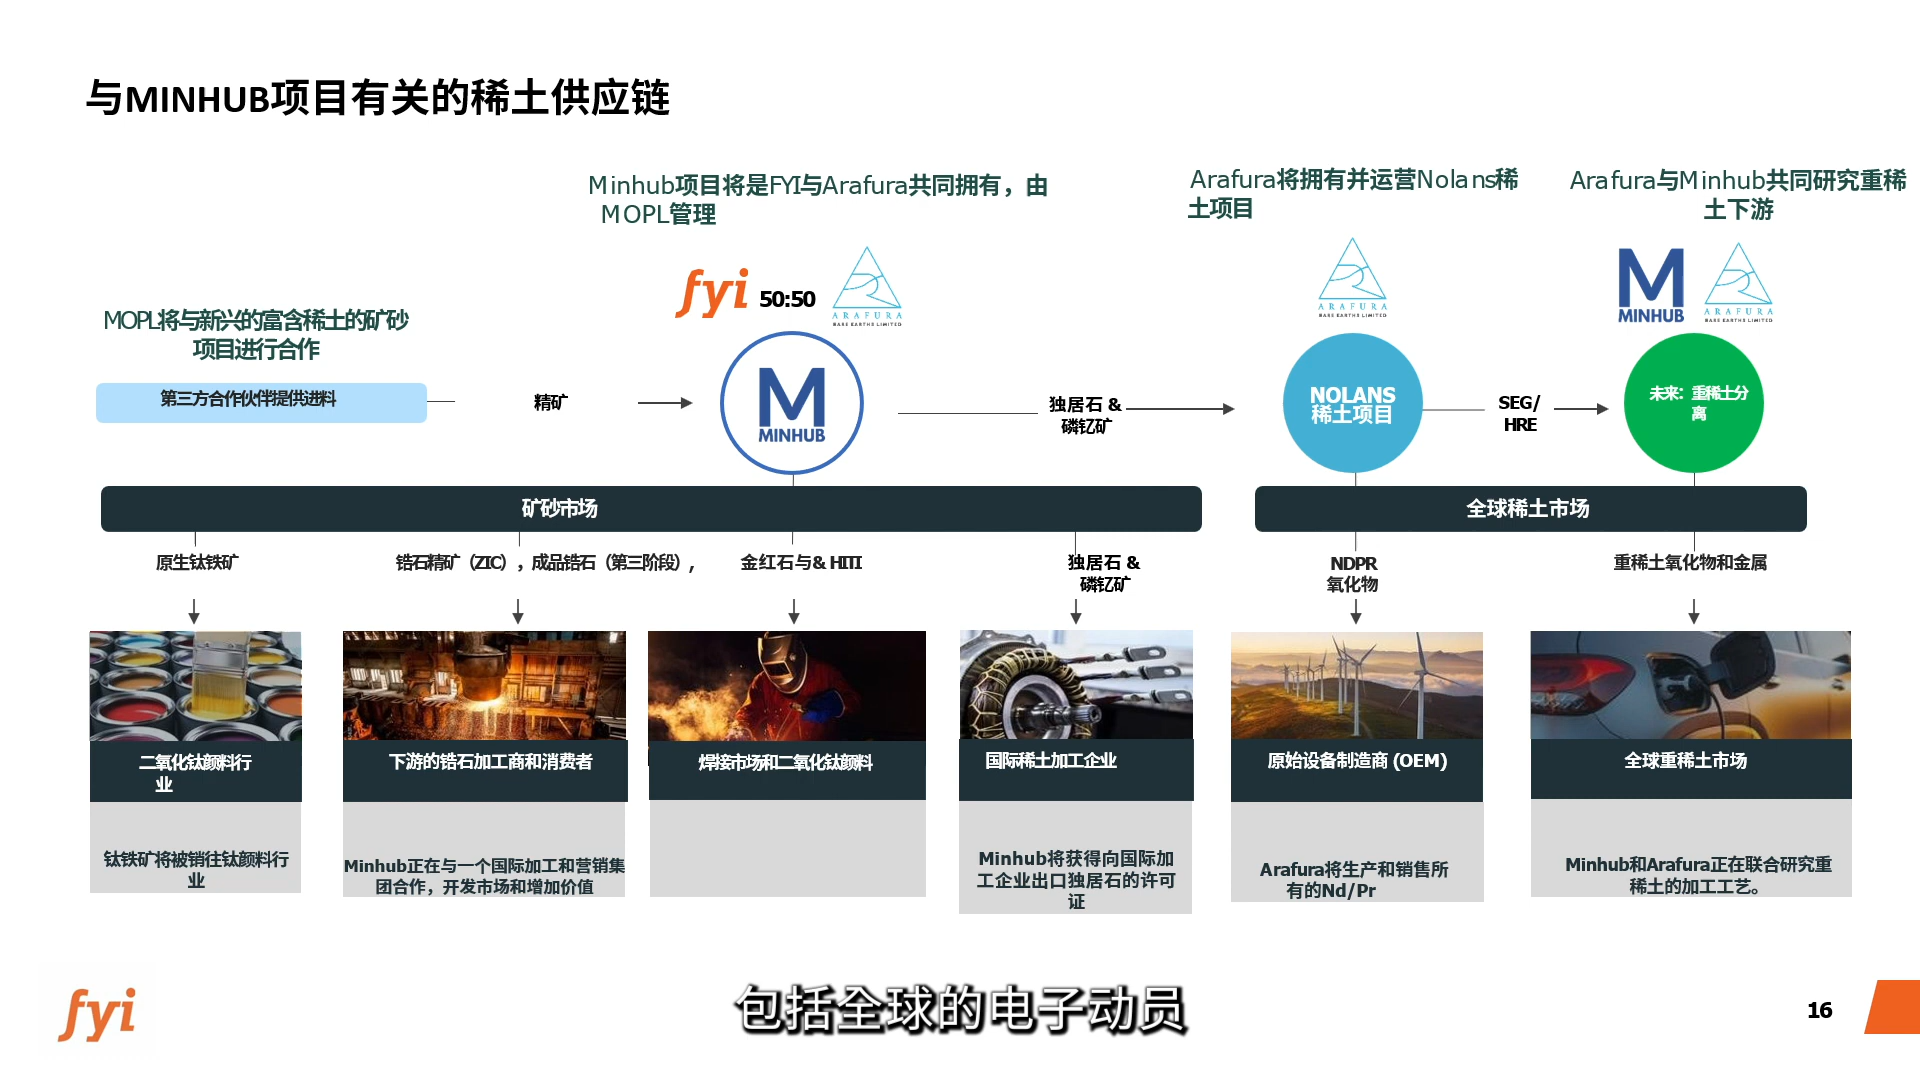 与MINHUB项目有关的稀土供应链
Minhub项目将是FYI与Arafura共同拥有，由
MOPL管理
Arafura将拥有并运营Nolans稀
土项目
Arafura与Minhub共同研究重稀
土下游
fyi
50:50
ARAFURA
RARE EARTHS LIMITED
ARAFURA
RARE EARTHS LIMITED
M
MINHUB
ARAFURA
RARE EARTHS LIMITED
MOPL将与新兴的富含稀土的矿砂
项目进行合作
第三方合作伙伴提供进料
精矿
M
MINHUB
独居石 &
磷钇矿
NOLANS
稀土项目
SEG/
HRE
未来：重稀土分
离
矿砂市场
全球稀土市场
原生钛铁矿
锆石精矿（ZIC），成品锆石（第三阶段），
金红石与& HITI
独居石 &
磷钇矿
NDPR
氧化物
重稀土氧化物和金属
二氧化钛颜料行
业
下游的锆石加工商和消费者
焊接市场和二氧化钛颜料
国际稀土加工企业
原始设备制造商 (OEM)
全球重稀土市场
钛铁矿将被销往钛颜料行
业
Minhub正在与一个国际加工和营销集
团合作，开发市场和增加价值
Minhub将获得向国际加
工企业出口独居石的许可
证
Arafura将生产和销售所
有的Nd/Pr
Minhub和Arafura正在联合研究重
稀土的加工工艺。
fyi
包括全球的电子动员
16